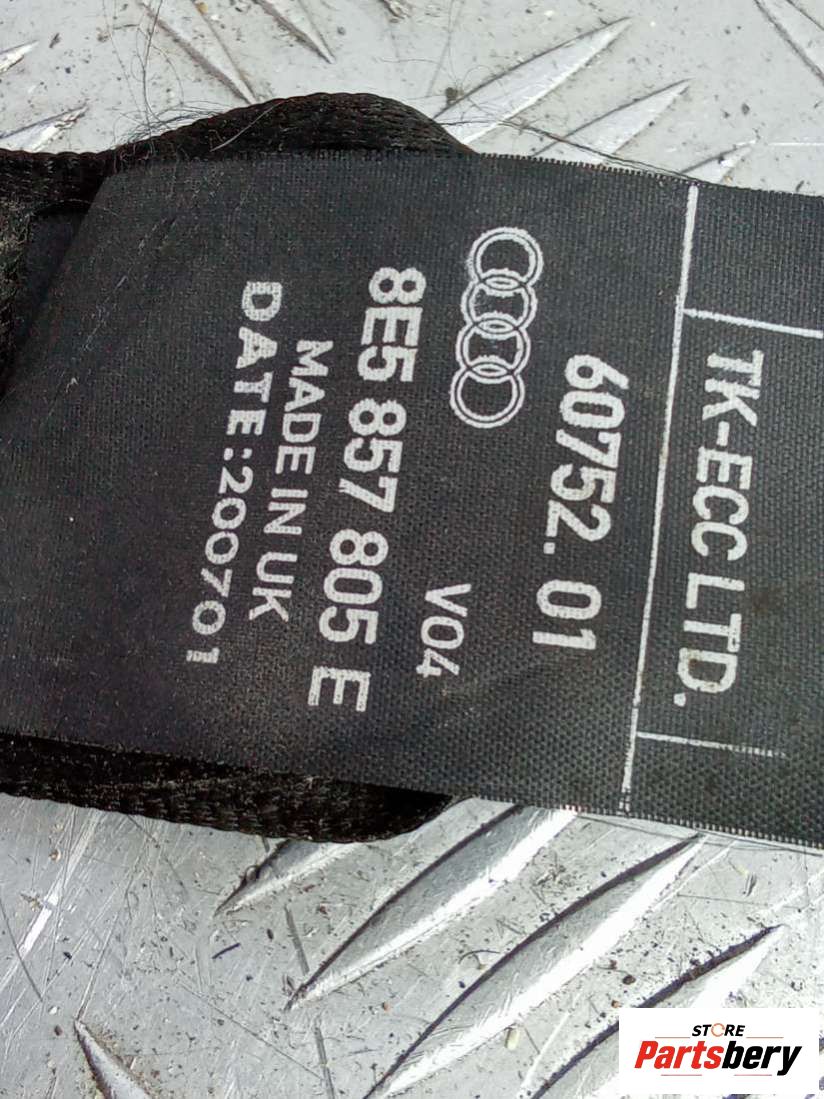 TK-ECC LTD.
60752. 01
V04
8E5 857 805 E
MADE IN UK
DATE:200701
STORE
Partsbery